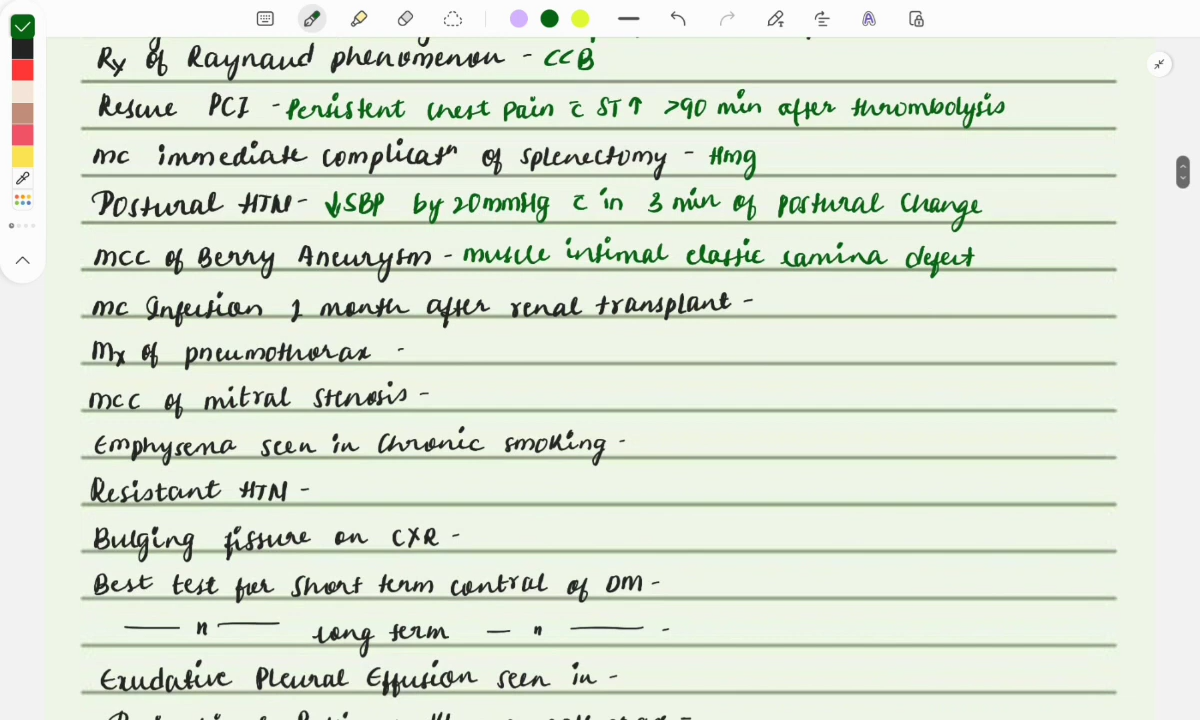 Rx of Raynaud phenomenon - CCB
Rescue PCI - Persistent chest pain c̄ ST↑ >90 min after thrombolysis
mc immediate complicatⁿ of splenectomy - Hmg
Postural HTN - ↓SBP by 20mmHg c̄ in 3 min of postural change
mcc of Berry Aneurysm - muscle intimal elastic lamina defect
mc Infection 1 month after renal transplant -
Mx of pneumothorax -
mcc of mitral stenosis -
Emphysema seen in chronic smoking -
Resistant HTN -
Bulging fissure on CXR -
Best test for short term control of DM -
—— n —— long term — n —— -
Exudative Pleural Effusion seen in -